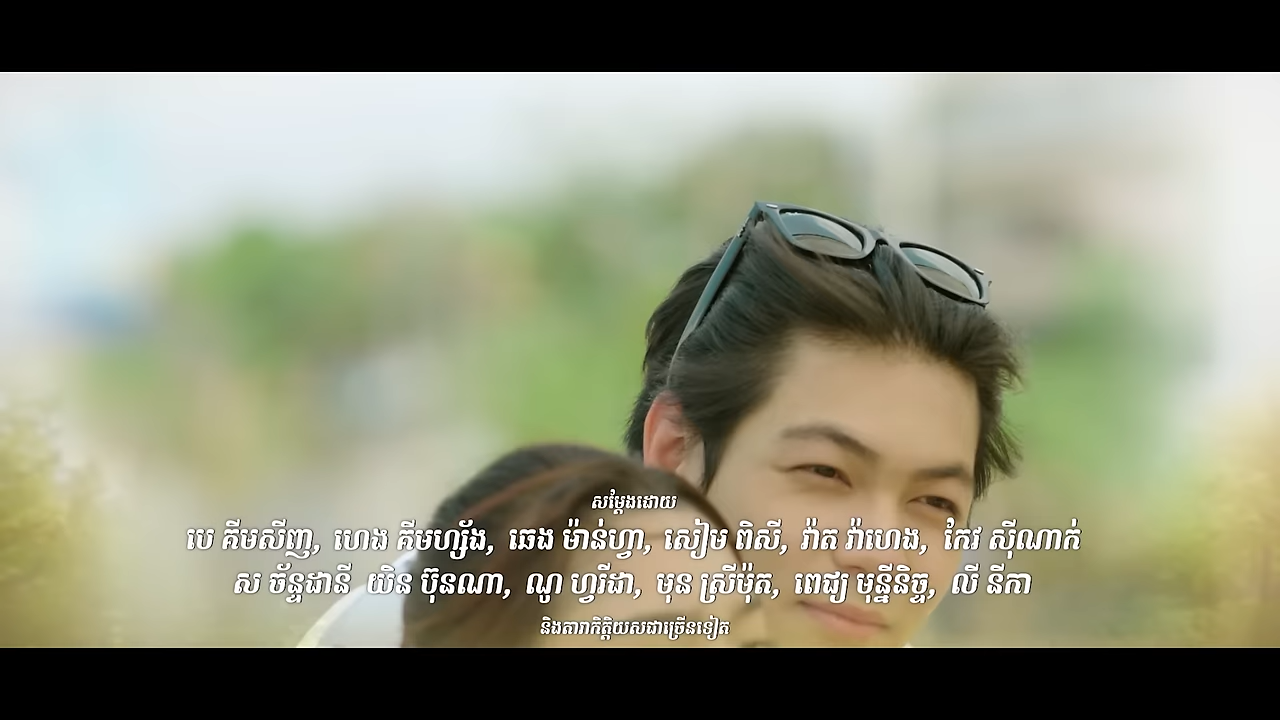 សម្តែងដោយ
បេ គីមសីញ, ហេង គីមហ្ស័ង, ឆេង ម៉ាន់ហ្វា, សៀម ពិសី, វ៉ាត វ៉ាហេង, កែវ ស៊ីណាក់
ស ច័ន្ទដានី យិន ប៊ុនណា, ណូ ហ្វូរីដា, មុន ស្រីម៉ុត, ពេជ្យ មុន្នីនិច្ច, លី នីកា
និងតារាកិត្តិយសជាច្រើនទៀត